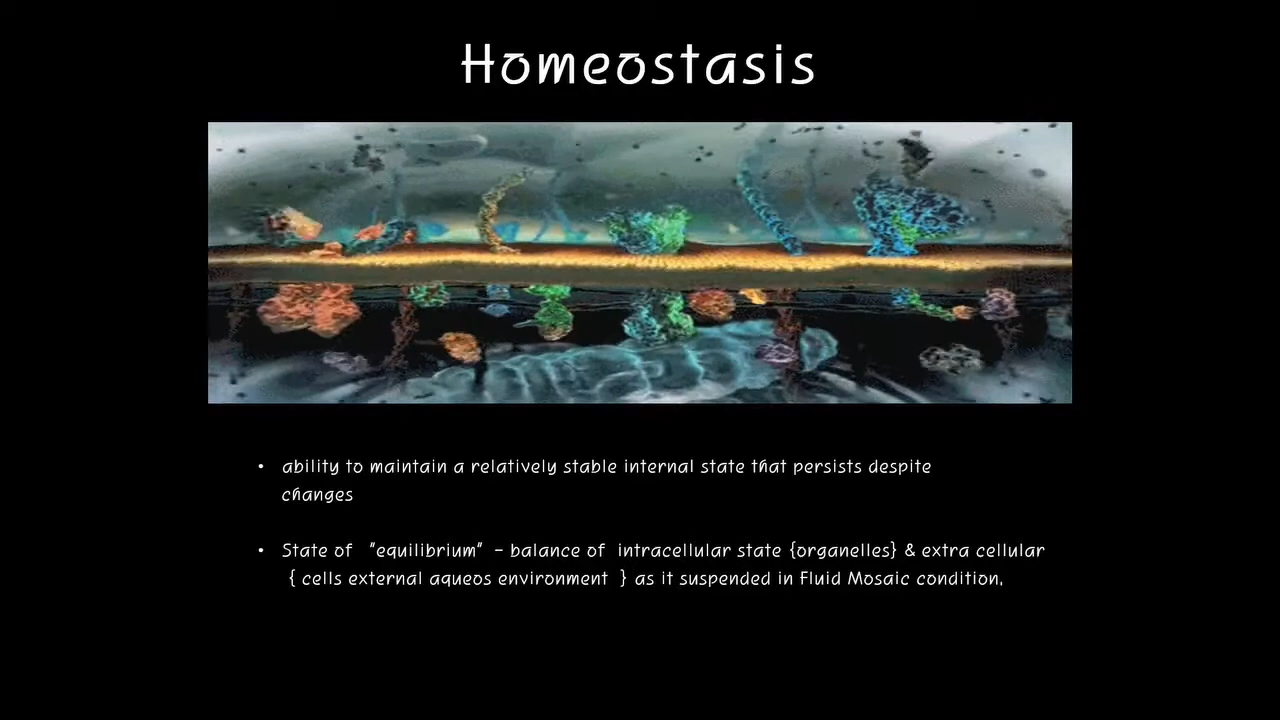 Homeostasis
• ability to maintain a relatively stable internal state that persists despite
changes
• State of "equilibrium" – balance of intracellular state {organelles} & extra cellular
{ cells external aqueos environment } as it suspended in Fluid Mosaic condition,